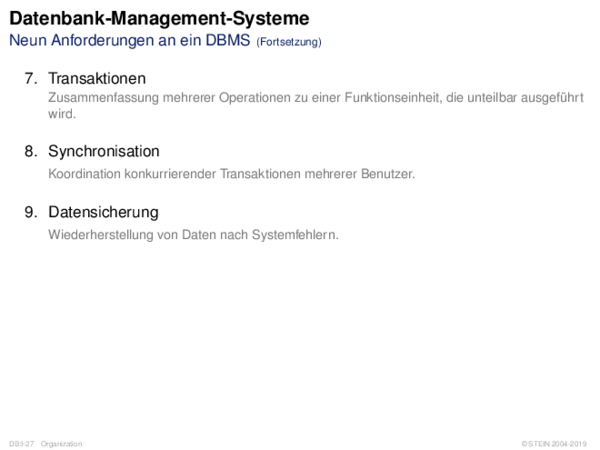 Datenbank-Management-Systeme
Neun Anforderungen an ein DBMS (Fortsetzung)
7. Transaktionen
Zusammenfassung mehrerer Operationen zu einer Funktionseinheit, die unteilbar ausgeführt
wird.
8. Synchronisation
Koordination konkurrierender Transaktionen mehrerer Benutzer.
9. Datensicherung
Wiederherstellung von Daten nach Systemfehlern.
DB:I-27 Organization © STEIN 2004-2019